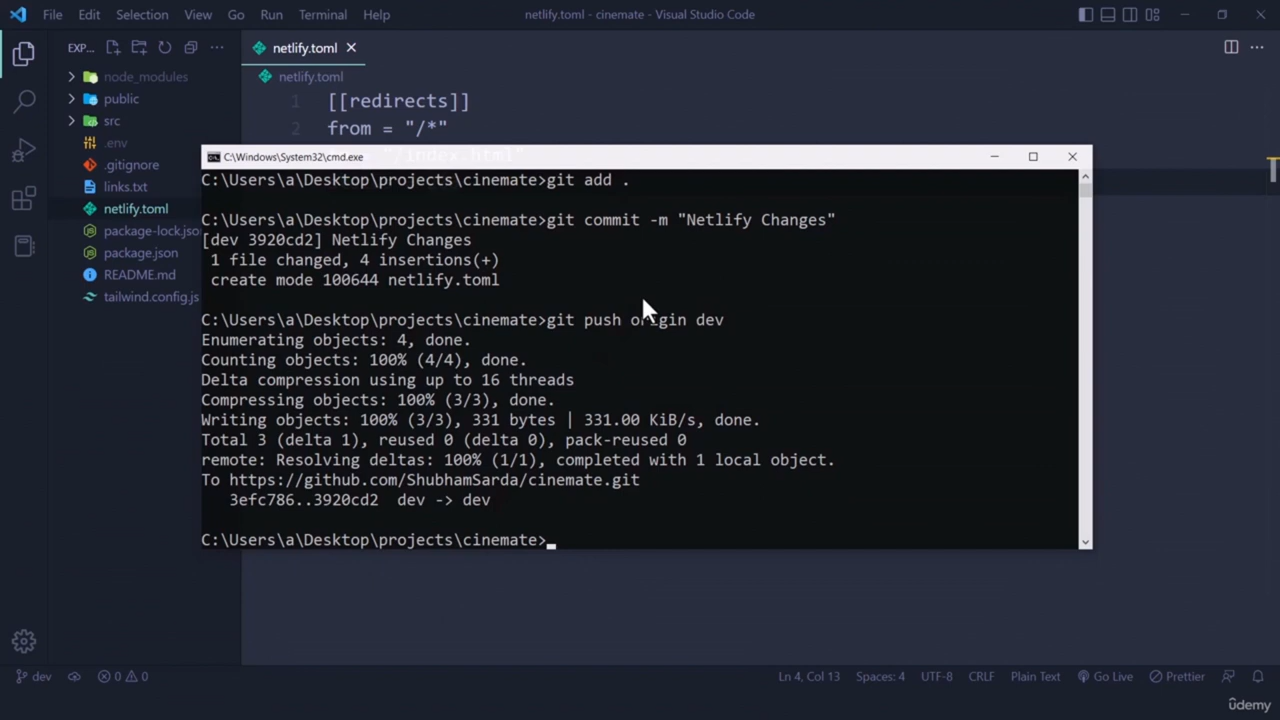 File Edit Selection View Go Run Terminal Help netlify.toml - cinemate - Visual Studio Code
EXP...
netlify.toml
node_modules
public
src
.env
.gitignore
links.txt
netlify.toml
package-lock.jso
package.json
README.md
tailwind.config.js
netlify.toml
1 [[redirects]]
2 from = "/*"
"/index.html"
C:\Windows\System32\cmd.exe
C:\Users\a\Desktop\projects\cinemate>git add .
C:\Users\a\Desktop\projects\cinemate>git commit -m "Netlify Changes"
[dev 3920cd2] Netlify Changes
1 file changed, 4 insertions(+)
create mode 100644 netlify.toml
C:\Users\a\Desktop\projects\cinemate>git push origin dev
Enumerating objects: 4, done.
Counting objects: 100% (4/4), done.
Delta compression using up to 16 threads
Compressing objects: 100% (3/3), done.
Writing objects: 100% (3/3), 331 bytes | 331.00 KiB/s, done.
Total 3 (delta 1), reused 0 (delta 0), pack-reused 0
remote: Resolving deltas: 100% (1/1), completed with 1 local object.
To https://github.com/ShubhamSarda/cinemate.git
3efc786..3920cd2 dev -> dev
C:\Users\a\Desktop\projects\cinemate>
dev 0 0 Ln 4, Col 13 Spaces: 4 UTF-8 CRLF Plain Text Go Live Prettier
ûdemy